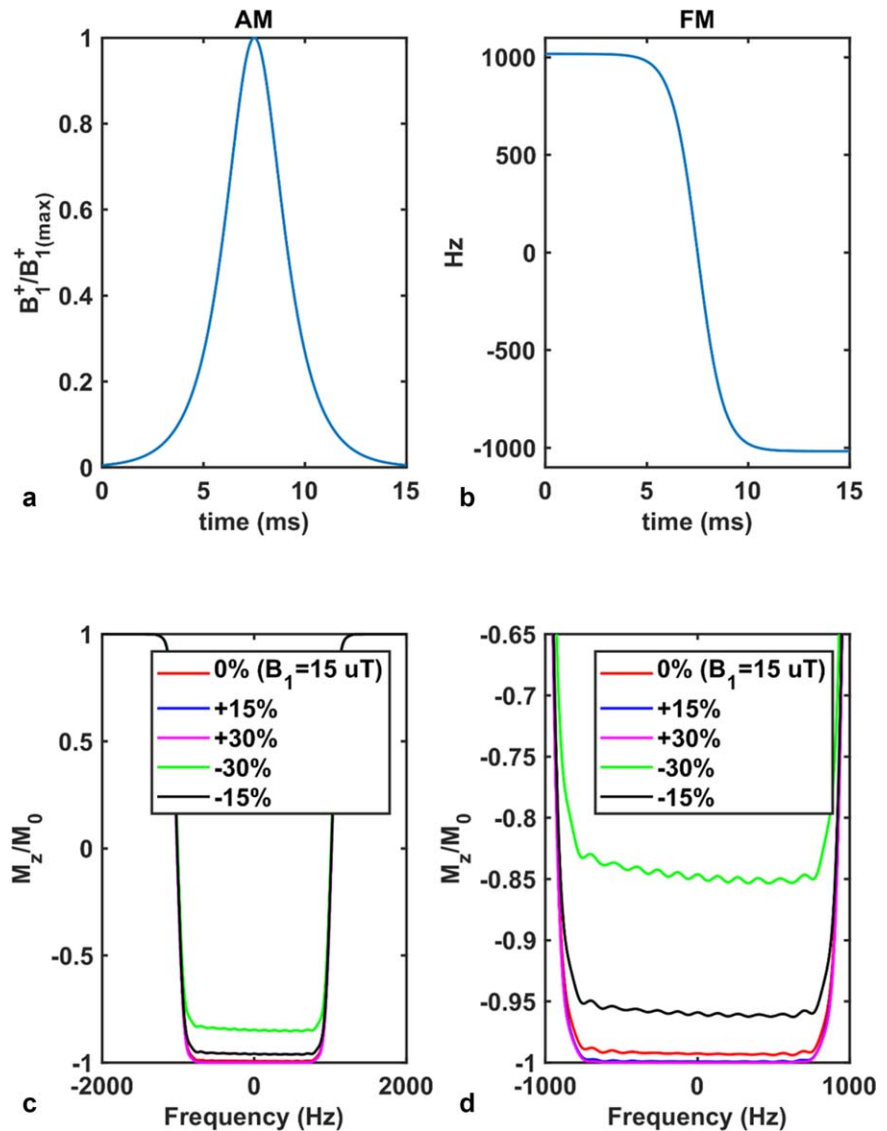 AM
1
0.8
0.6
0.4
0.2
0
B1+/B1(max)+
0
5
10
15
time (ms)
a
FM
1000
500
0
-500
-1000
Hz
0
5
10
15
time (ms)
b
1
0.5
0
-0.5
-1
Mz/M0
0% (B1=15 uT)
+15%
+30%
-30%
-15%
-2000
0
2000
Frequency (Hz)
c
-0.65
-0.7
-0.75
-0.8
-0.85
-0.9
-0.95
-1
Mz/M0
0% (B1=15 uT)
+15%
+30%
-30%
-15%
-1000
0
1000
Frequency (Hz)
d